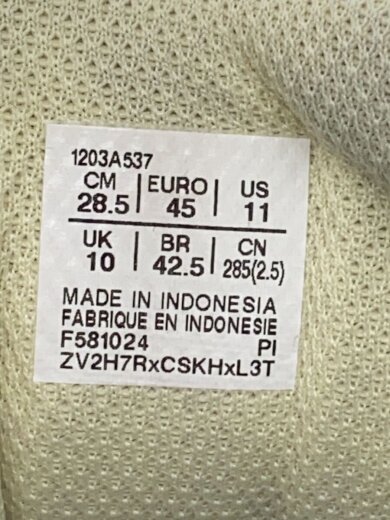 1203A537
CM | EURO | US
28.5 | 45 | 11
UK | BR | CN
10 | 42.5 | 285(2.5)
MADE IN INDONESIA
FABRIQUE EN INDONESIE
F581024 PI
ZV2H7RxCSKHxL3T